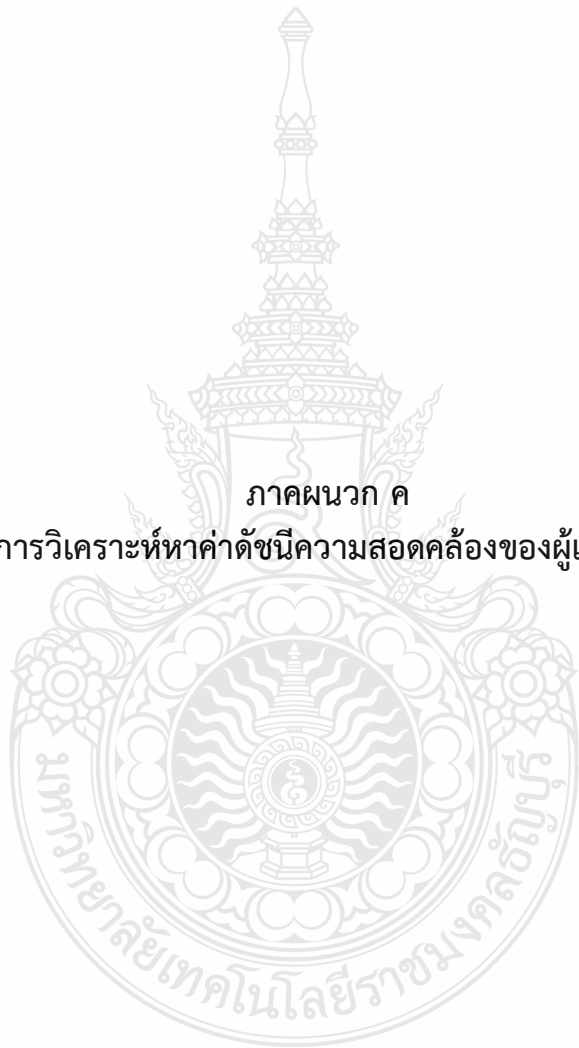 ภาคผนวก ค
การวิเคราะห์หาค่าดัชนีความสอดคล้องของผู้
มหาวิทยาลัยเทคโนโลยีราชมงคลธัญบุรี